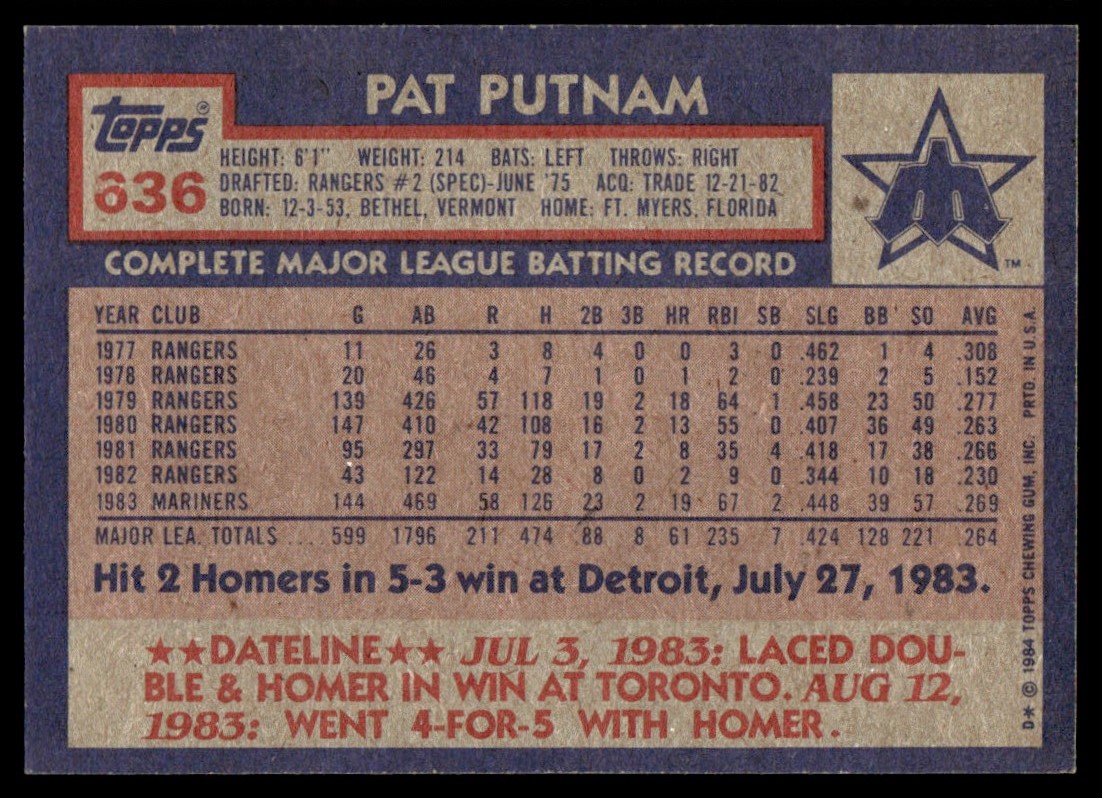 PAT PUTNAM
Topps®
636
HEIGHT: 6'1" WEIGHT: 214 BATS: LEFT THROWS: RIGHT
DRAFTED: RANGERS #2 (SPEC)-JUNE '75 ACQ: TRADE 12-21-82
BORN: 12-3-53, BETHEL, VERMONT HOME: FT. MYERS, FLORIDA
M
TM
COMPLETE MAJOR LEAGUE BATTING RECORD
YEAR CLUB G AB R H 2B 3B HR RBI SB SLG BB SO AVG
1977 RANGERS 11 26 3 8 4 0 0 3 0 .462 1 4 .308
1978 RANGERS 20 46 4 7 1 0 1 2 0 .239 2 5 .152
1979 RANGERS 139 426 57 118 19 2 18 64 1 .458 23 50 .277
1980 RANGERS 147 410 42 108 16 2 13 55 0 .407 36 49 .263
1981 RANGERS 95 297 33 79 17 2 8 35 4 .418 17 38 .266
1982 RANGERS 43 122 14 28 8 0 2 9 0 .344 10 18 .230
1983 MARINERS 144 469 58 126 23 2 19 67 2 .448 39 57 .269
MAJOR LEA. TOTALS .... 599 1796 211 474 88 8 61 235 7 .424 128 221 .264
Hit 2 Homers in 5-3 win at Detroit, July 27, 1983.
★★DATELINE★★ JUL 3, 1983: LACED DOU-
BLE & HOMER IN WIN AT TORONTO. AUG 12,
1983: WENT 4-FOR-5 WITH HOMER.
D* © 1984 TOPPS CHEWING GUM, INC. PRTD. IN U.S.A.